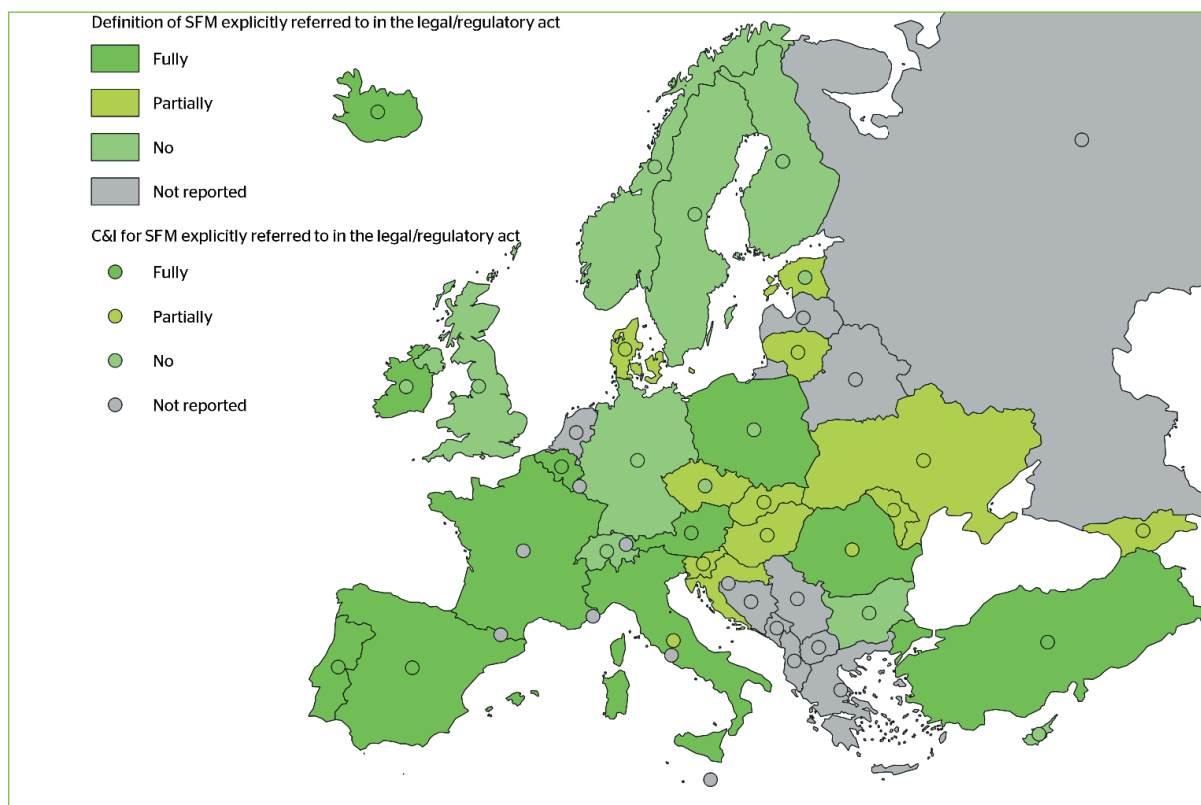 Definition of SFM explicitly referred to in the legal/regulatory act
Fully
Partially
No
Not reported
C&I for SFM explicitly referred to in the legal/regulatory act
Fully
Partially
No
Not reported